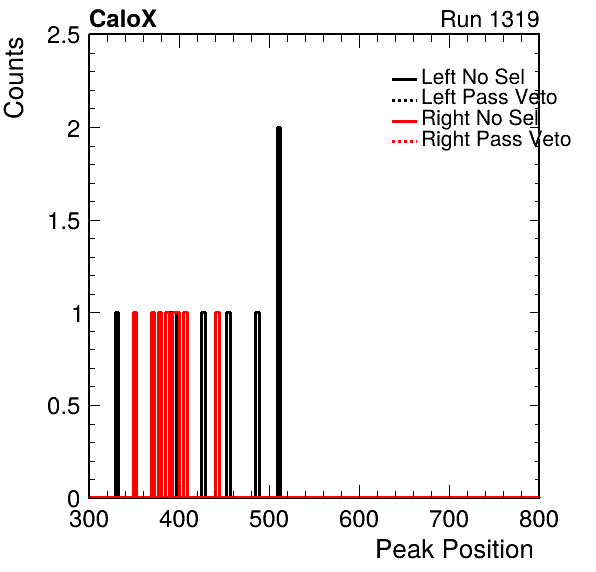 CaloX Run 1319
Counts
2.5
2
1.5
1
0.5
0
Left No Sel
Left Pass Veto
Right No Sel
Right Pass Veto
300 400 500 600 700 800
Peak Position